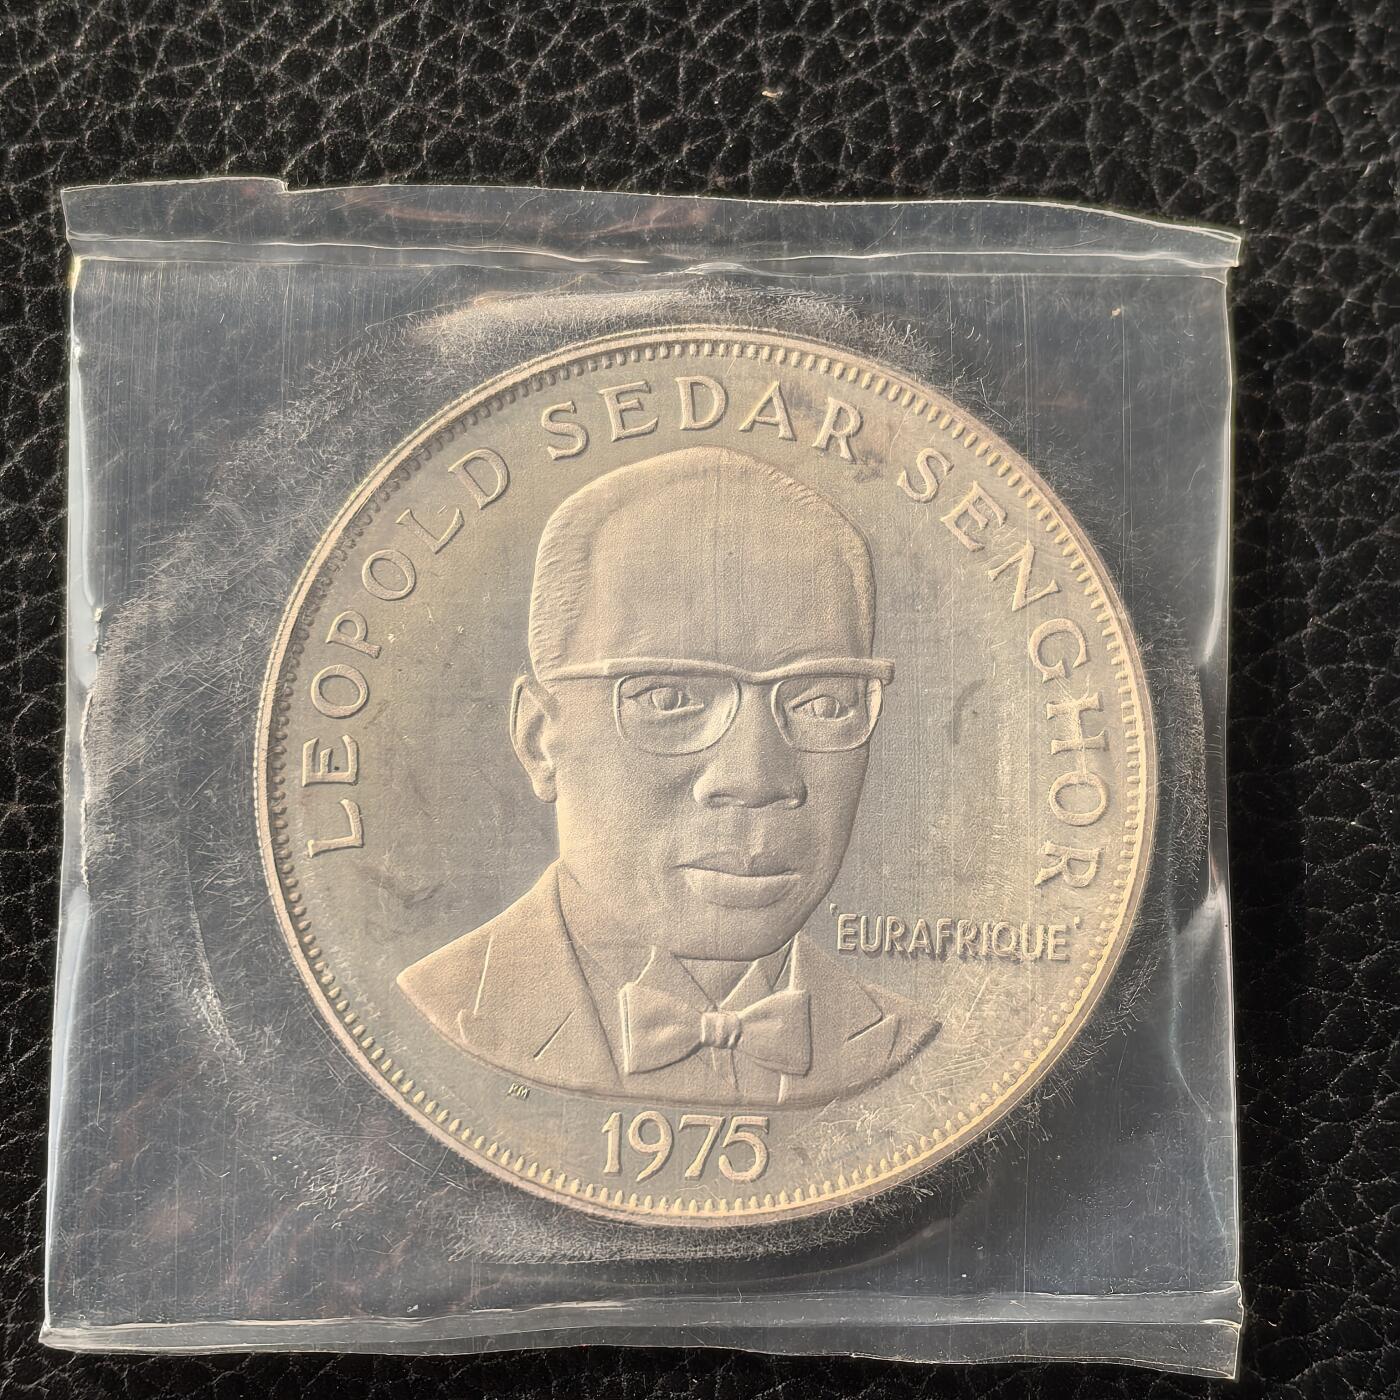 LEOPOLD SEDAR SENGHOR
'EURAFRIQUE'
1975